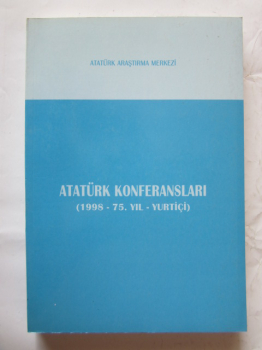 ATATÜRK ARAŞTIRMA MERKEZİ
ATATÜRK KONFERANSLARI
(1998 - 75. YIL - YURTİÇİ)